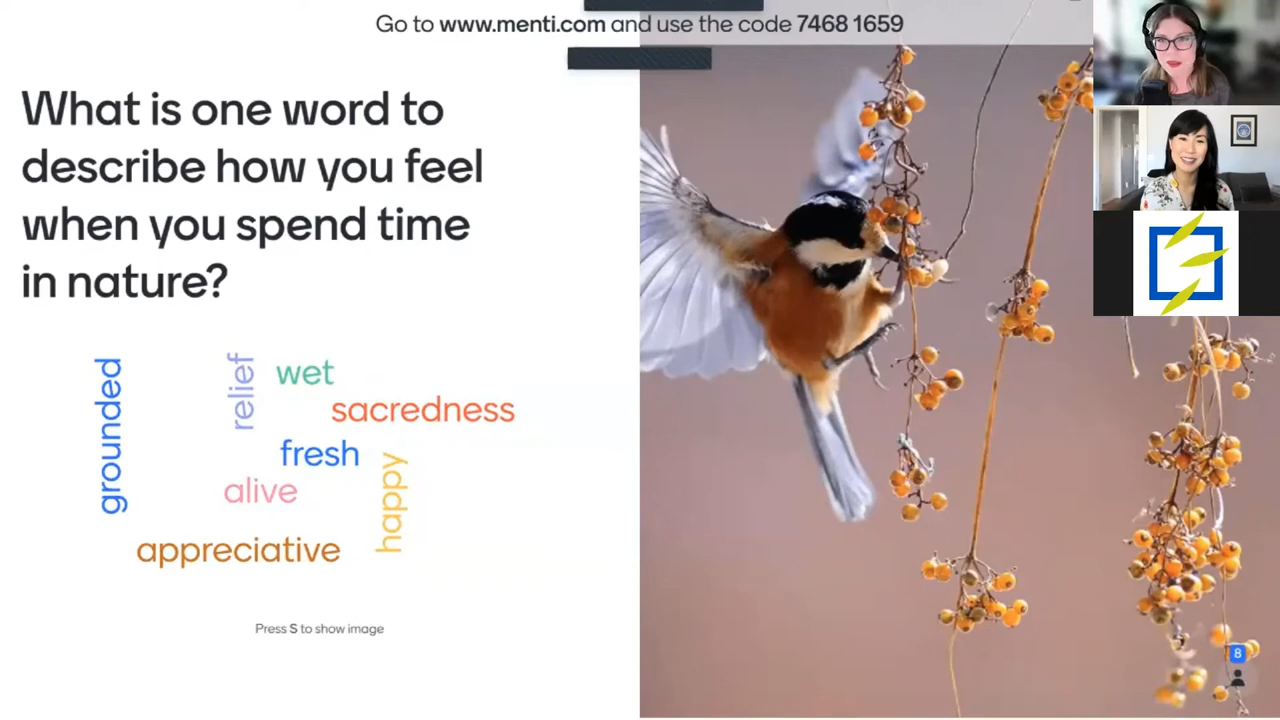 Go to www.menti.com and use the code 7468 1659
What is one word to
describe how you feel
when you spend time
in nature?
grounded
relief
wet
sacredness
fresh
alive
happy
appreciative
Press S to show image
8